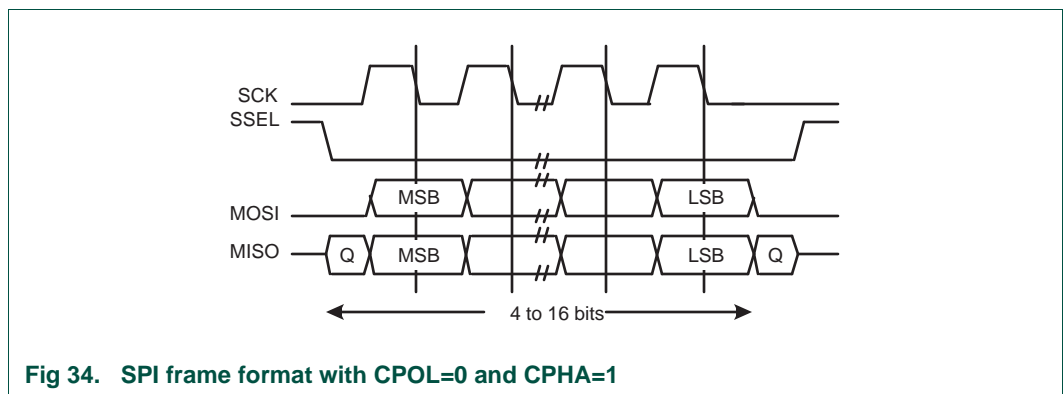 SCK
SSEL
MOSI MSB LSB
MISO Q MSB LSB Q
4 to 16 bits
Fig 34. SPI frame format with CPOL=0 and CPHA=1